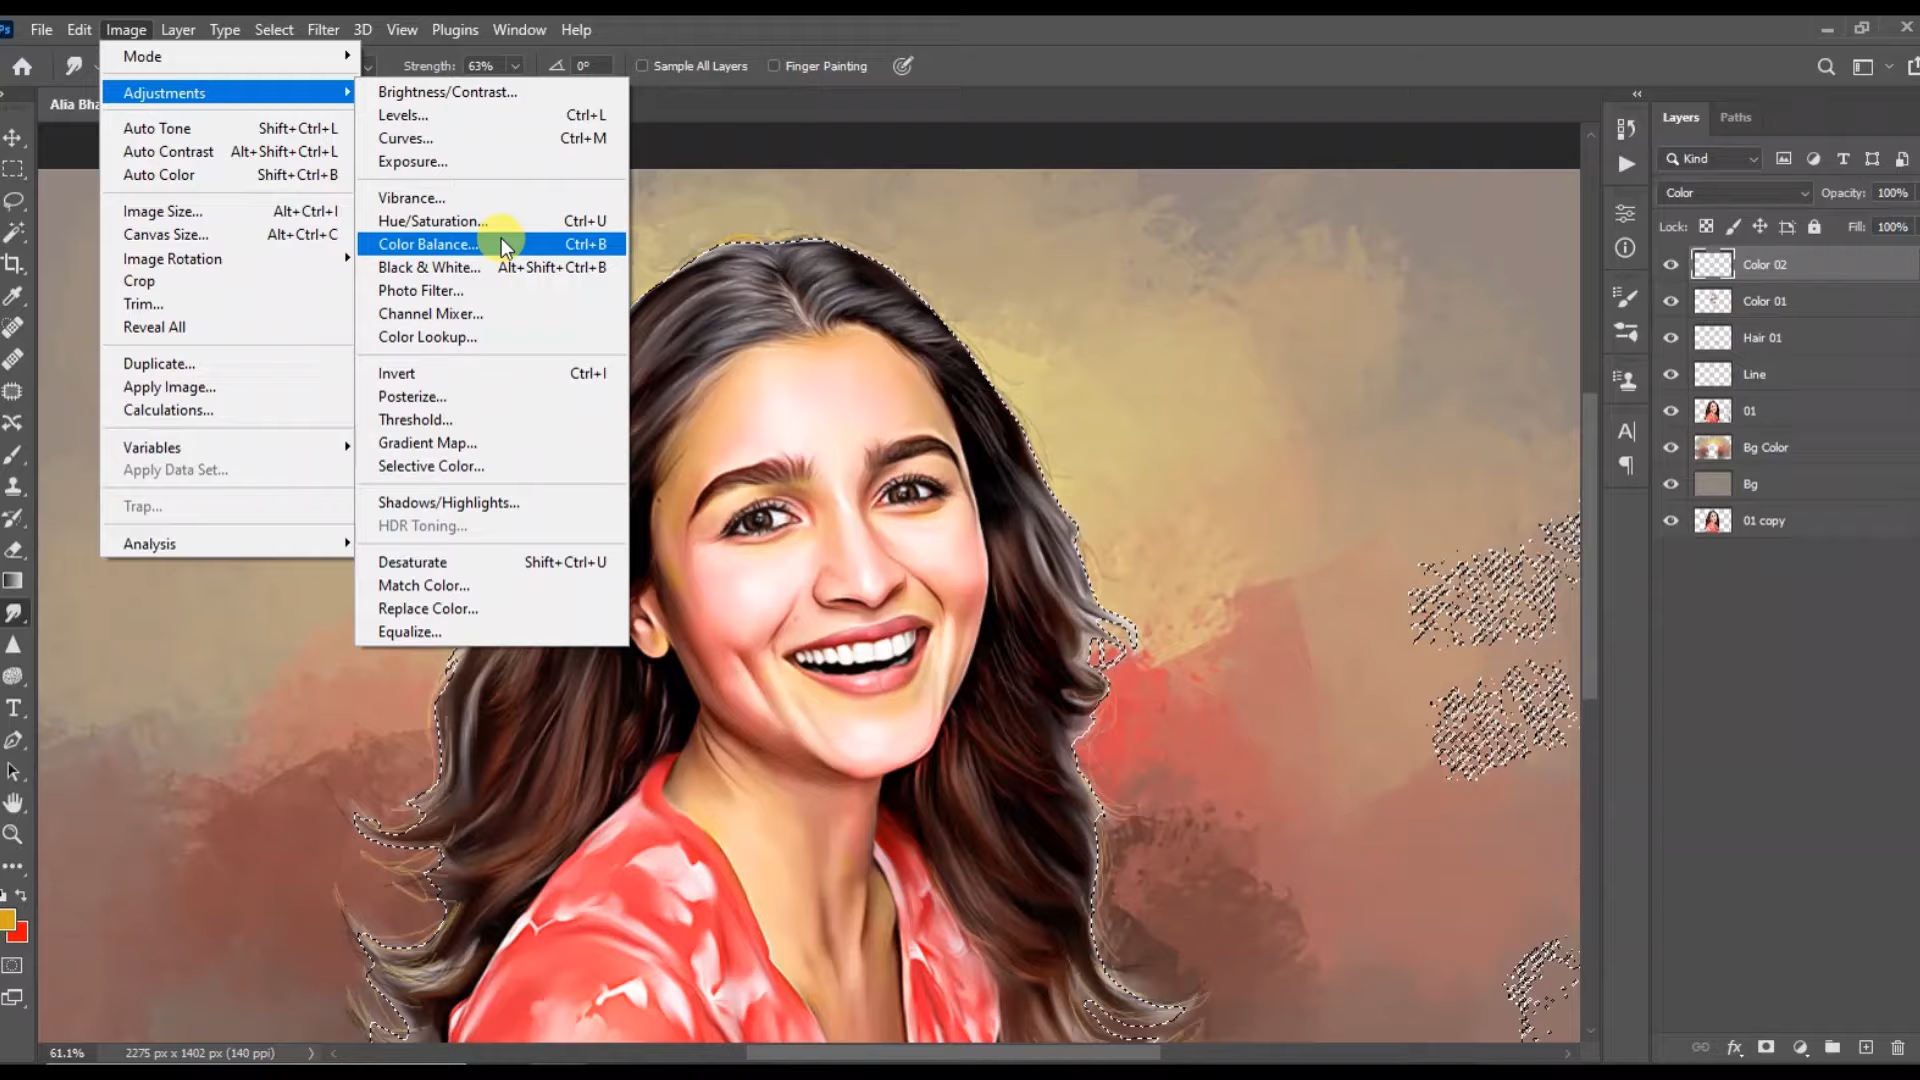 Ps File Edit Image Layer Type Select Filter 3D View Plugins Window Help
Strength: 63% 0° Sample All Layers Finger Painting
Alia Bha
Mode
Adjustments
Auto Tone Shift+Ctrl+L
Auto Contrast Alt+Shift+Ctrl+L
Auto Color Shift+Ctrl+B
Image Size... Alt+Ctrl+I
Canvas Size... Alt+Ctrl+C
Image Rotation
Crop
Trim...
Reveal All
Duplicate...
Apply Image...
Calculations...
Variables
Apply Data Set...
Trap...
Analysis
Brightness/Contrast...
Levels... Ctrl+L
Curves... Ctrl+M
Exposure...
Vibrance...
Hue/Saturation... Ctrl+U
Color Balance... Ctrl+B
Black & White... Alt+Shift+Ctrl+B
Photo Filter...
Channel Mixer...
Color Lookup...
Invert Ctrl+I
Posterize...
Threshold...
Gradient Map...
Selective Color...
Shadows/Highlights...
HDR Toning...
Desaturate Shift+Ctrl+U
Match Color...
Replace Color...
Equalize...
Layers Paths
Kind
Color Opacity: 100%
Lock: Fill: 100%
Color 02
Color 01
Hair 01
Line
01
Bg Color
Bg
01 copy
61.1% 2275 px x 1402 px (140 ppi)